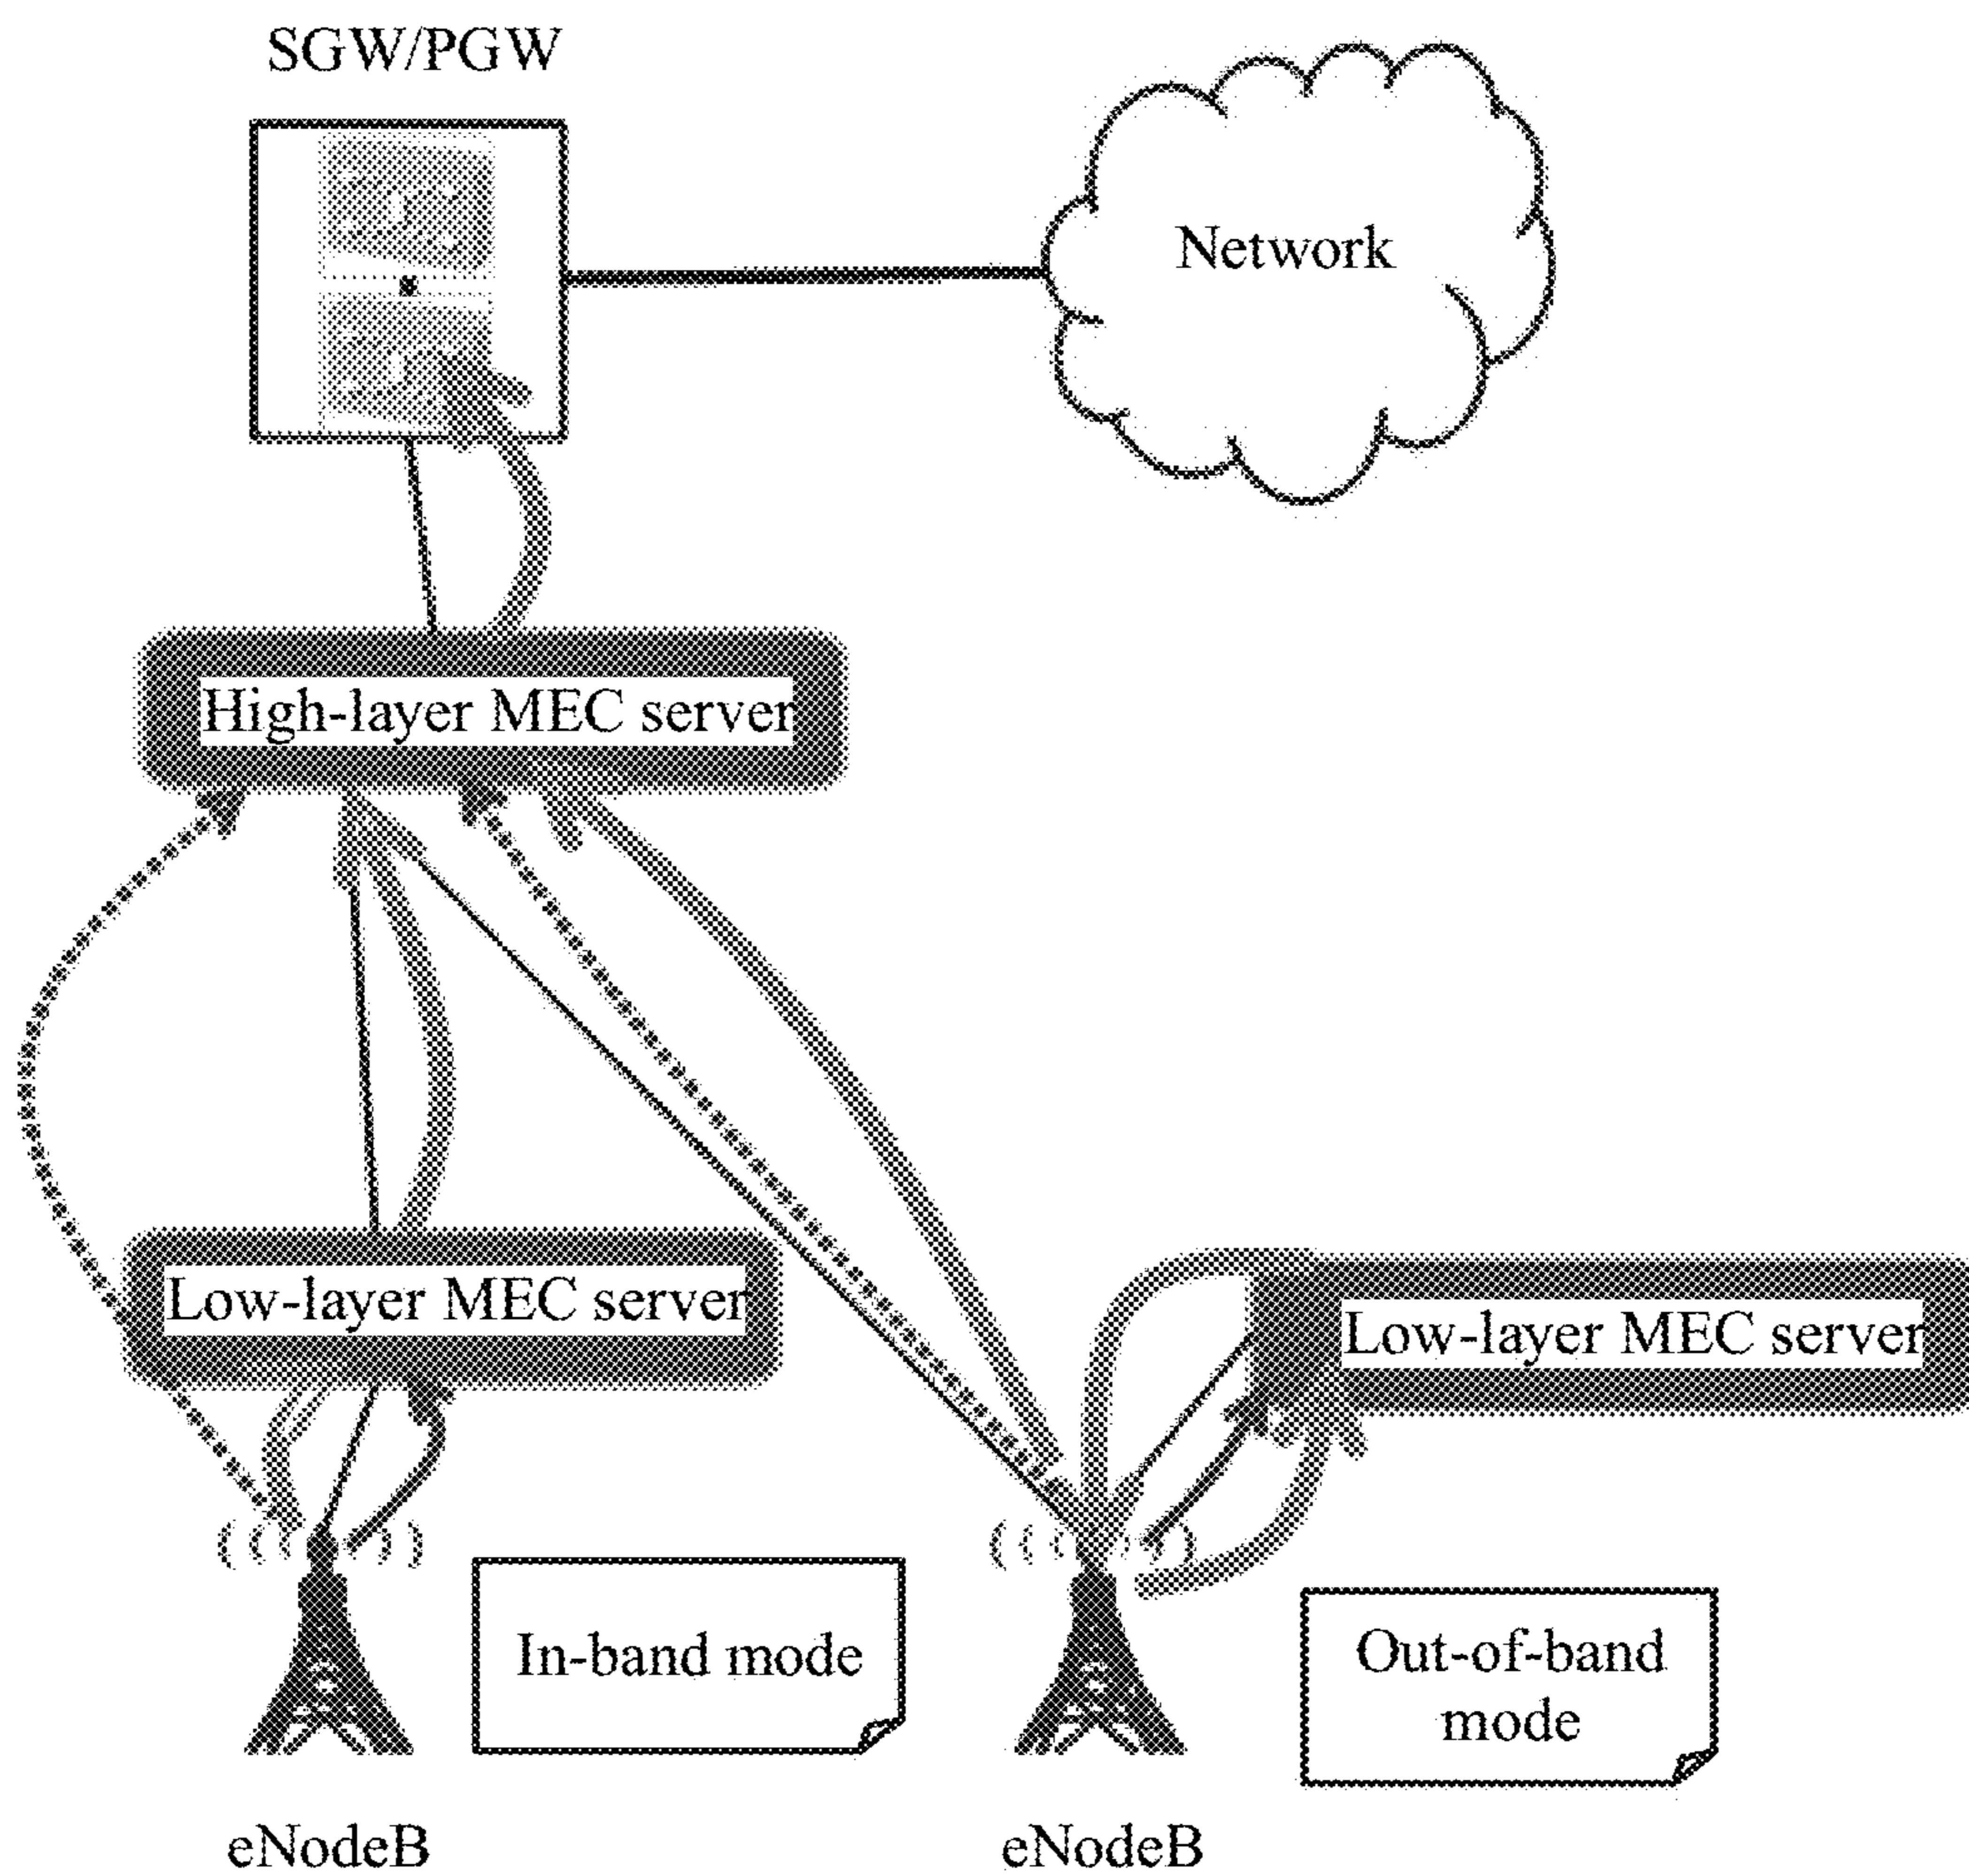 SGW/PGW
Network
High-layer MEC server
Low-layer MEC server
Low-layer MEC server
In-band mode
Out-of-band
mode
eNodeB
eNodeB